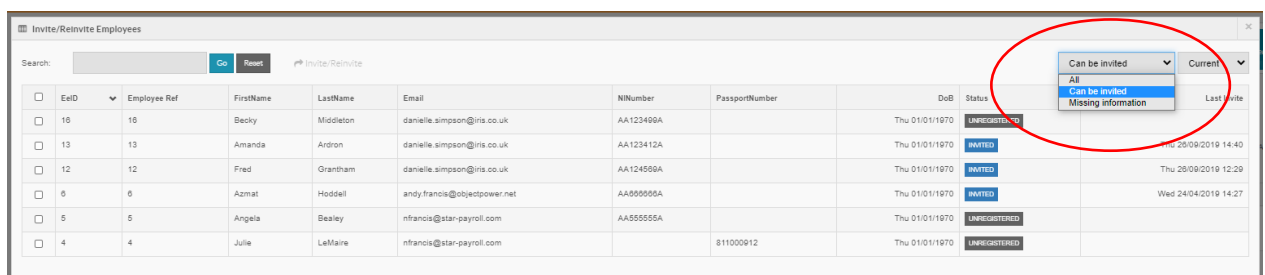 Invite/Reinvite Employees ×
Search: Go Reset Invite/Reinvite Can be invited Current
All
Can be invited
Missing information
EeID Employee Ref FirstName LastName Email NINumber PassportNumber DoB Status Last Invite
16 16 Becky Middleton danielle.simpson@iris.co.uk AA123499A Thu 01/01/1970 UNREGISTERED
13 13 Amanda Ardron danielle.simpson@iris.co.uk AA123412A Thu 01/01/1970 INVITED Thu 26/09/2019 14:40
12 12 Fred Grantham danielle.simpson@iris.co.uk AA124569A Thu 01/01/1970 INVITED Thu 26/09/2019 12:29
6 6 Azmat Hoddell andy.francis@objectpower.net AA666666A Thu 01/01/1970 INVITED Wed 24/04/2019 14:27
5 5 Angela Bealey nfrancis@star-payroll.com AA555555A Thu 01/01/1970 UNREGISTERED
4 4 Julie LeMaire nfrancis@star-payroll.com 811000912 Thu 01/01/1970 UNREGISTERED